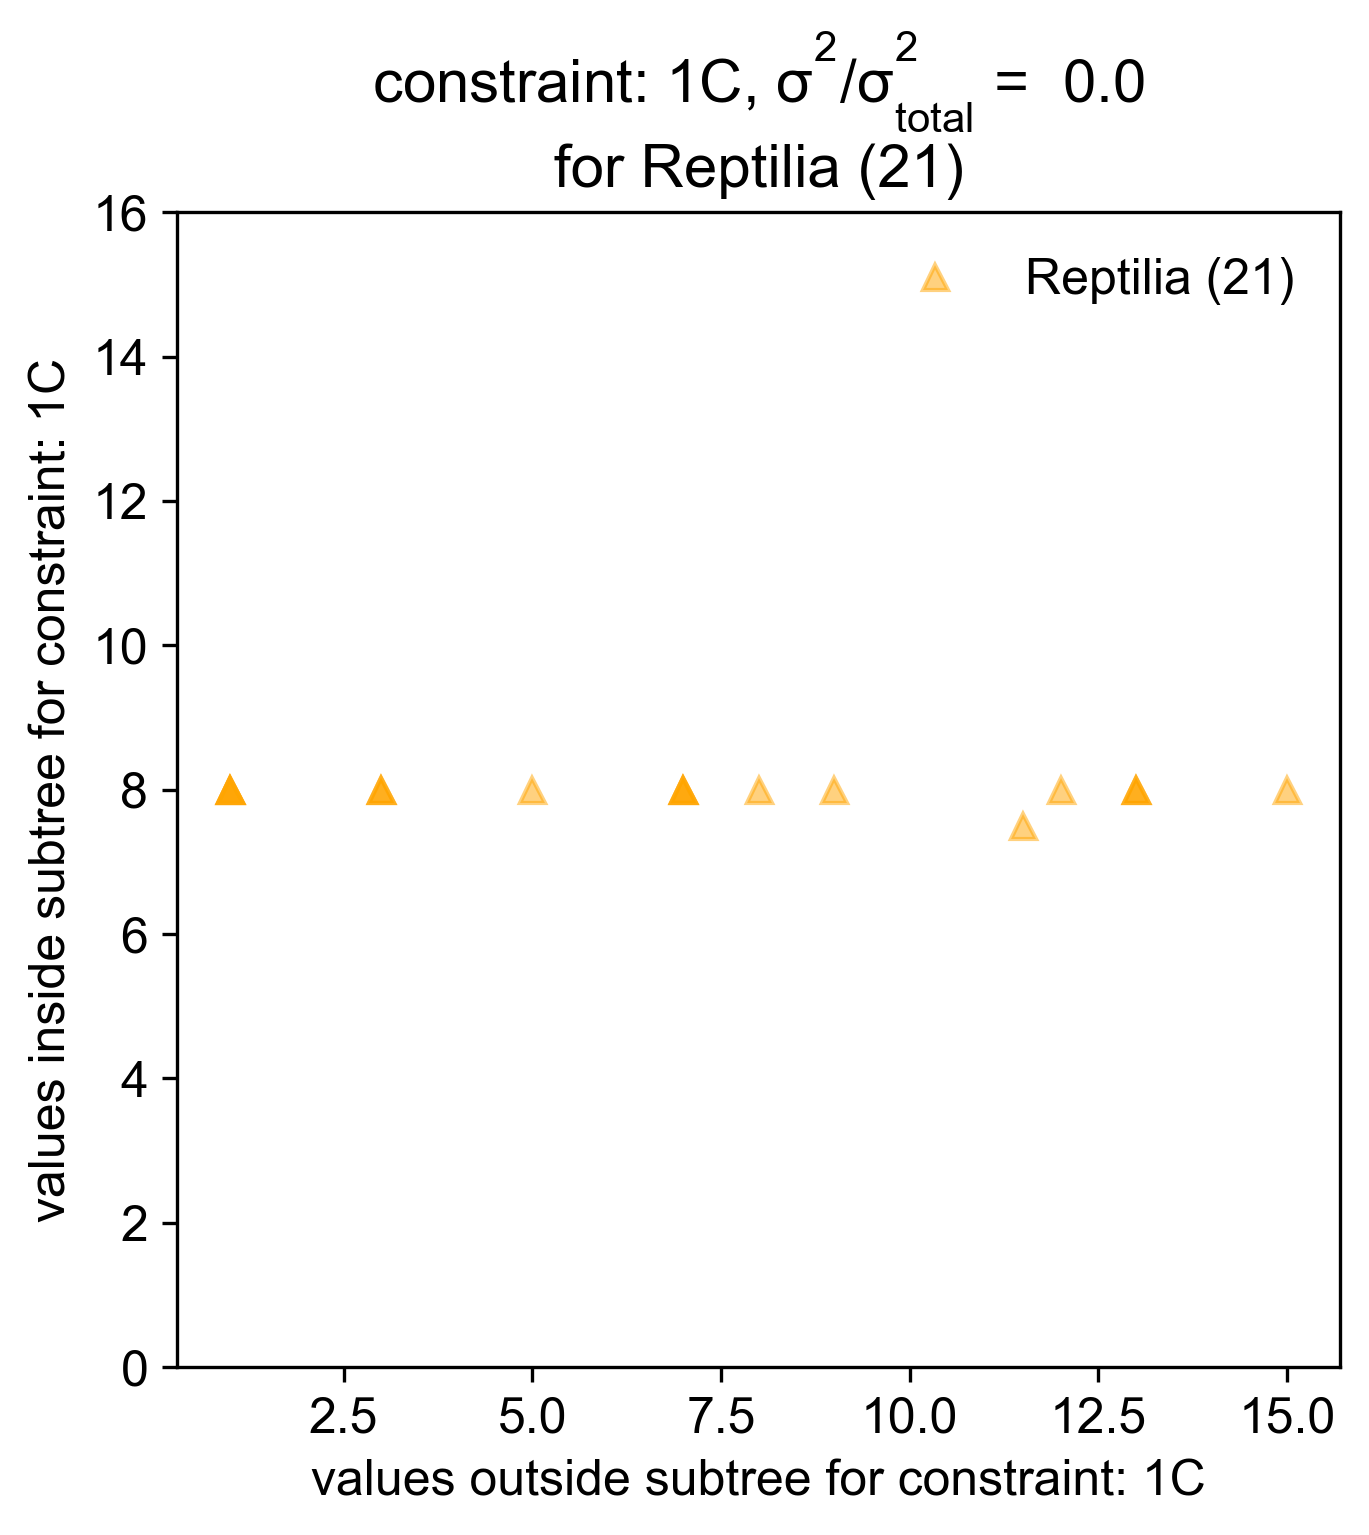 constraint: 1C, σ²/σ²total = 0.0
for Reptilia (21)
16
Reptilia (21)
14
12
10
8
6
4
2
0
values inside subtree for constraint: 1C
2.5 5.0 7.5 10.0 12.5 15.0
values outside subtree for constraint: 1C